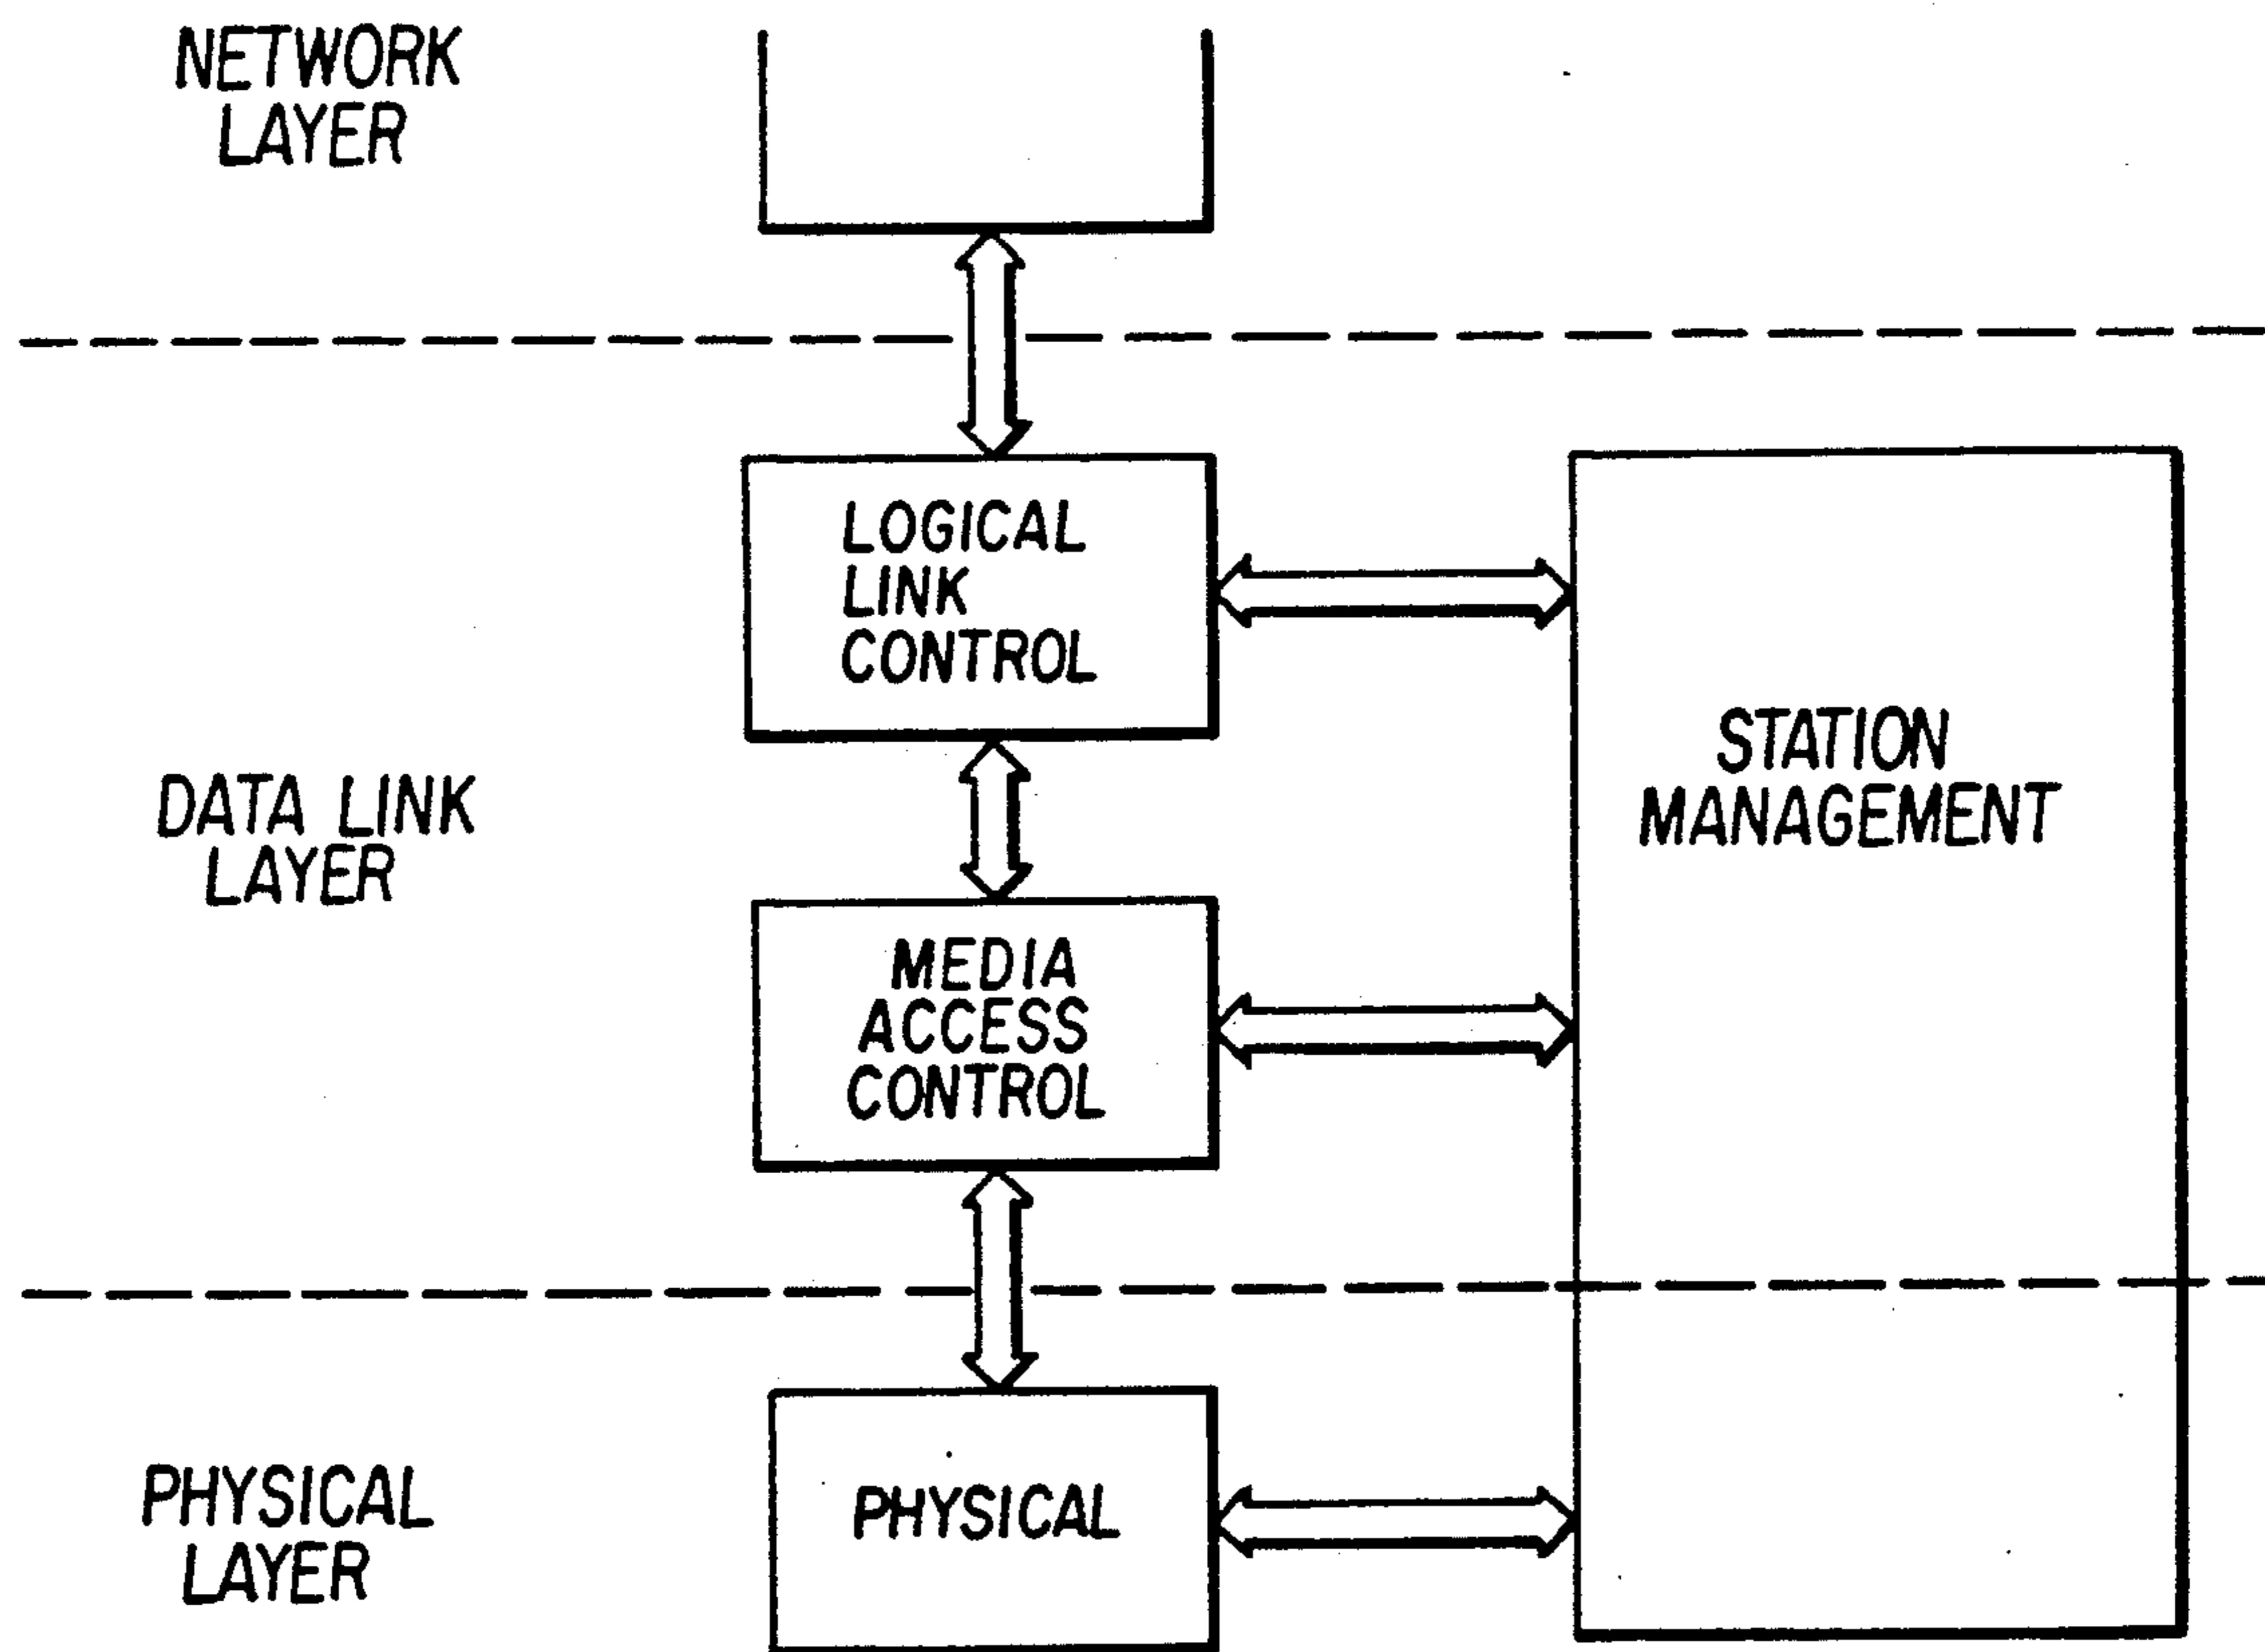 NETWORK
LAYER
LOGICAL
LINK
CONTROL
STATION
MANAGEMENT
DATA LINK
LAYER
MEDIA
ACCESS
CONTROL
PHYSICAL
LAYER
PHYSICAL